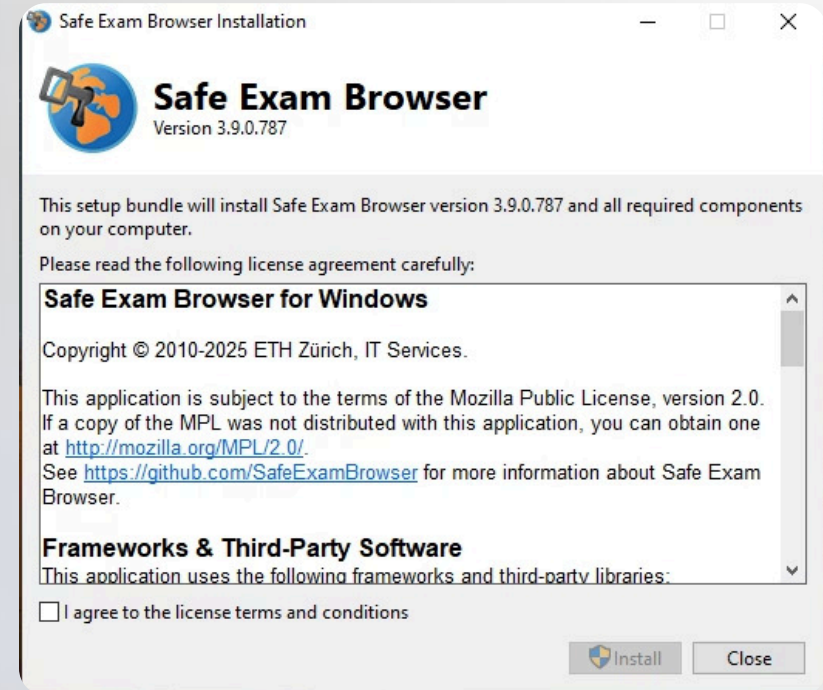 Safe Exam Browser Installation
Safe Exam Browser
Version 3.9.0.787
This setup bundle will install Safe Exam Browser version 3.9.0.787 and all required components
on your computer.
Please read the following license agreement carefully:
Safe Exam Browser for Windows
Copyright © 2010-2025 ETH Zürich, IT Services.
This application is subject to the terms of the Mozilla Public License, version 2.0.
If a copy of the MPL was not distributed with this application, you can obtain one
at http://mozilla.org/MPL/2.0/.
See https://github.com/SafeExamBrowser for more information about Safe Exam
Browser.
Frameworks & Third-Party Software
This application uses the following frameworks and third-party libraries:
I agree to the license terms and conditions
Install
Close